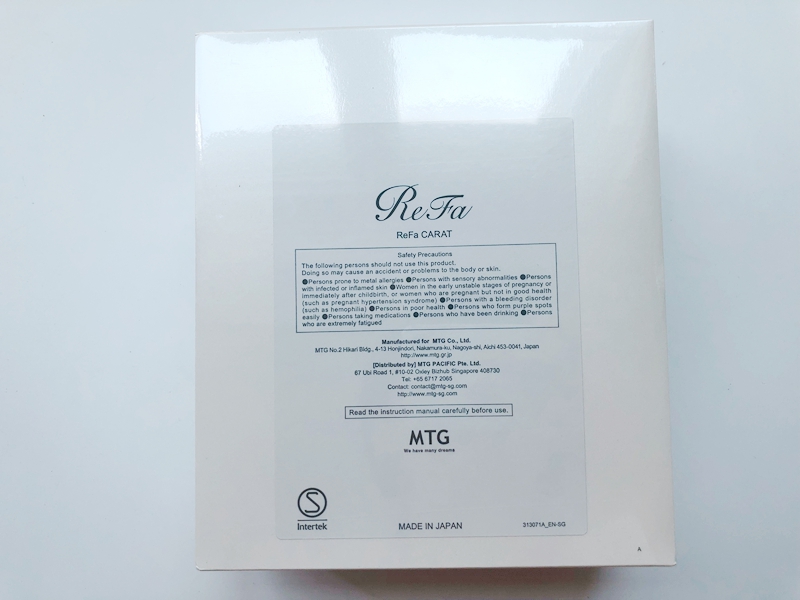 ReFa
ReFa CARAT
Safety Precautions
The following persons should not use this product.
Doing so may cause an accident or problems to the body or skin.
●Persons prone to metal allergies ●Persons with sensory abnormalities ●Persons
with infected or inflamed skin ●Women in the early unstable stages of pregnancy or
immediately after childbirth, or women who are pregnant but not in good health
(such as pregnant hypertension syndrome) ●Persons with a bleeding disorder
(such as hemophilia) ●Persons in poor health ●Persons who form purple spots
easily ●Persons taking medications ●Persons who have been drinking ●Persons
who are extremely fatigued
Manufactured for MTG Co., Ltd.
MTG No.2 Hikari Bldg., 4-13 Honjindori, Nakamura-ku, Nagoya-shi, Aichi 453-0041, Japan
http://www.mtg.gr.jp
[Distributed by] MTG PACIFIC Pte. Ltd.
67 Ubi Road 1, #10-02 Oxley Bizhub Singapore 408730
Tel: +65 6717 2065
Contact: contact@mtg-sg.com
http://www.mtg-sg.com
Read the instruction manual carefully before use.
MTG
We have many dreams
S
Intertek
MADE IN JAPAN
313071A_EN-SG
A